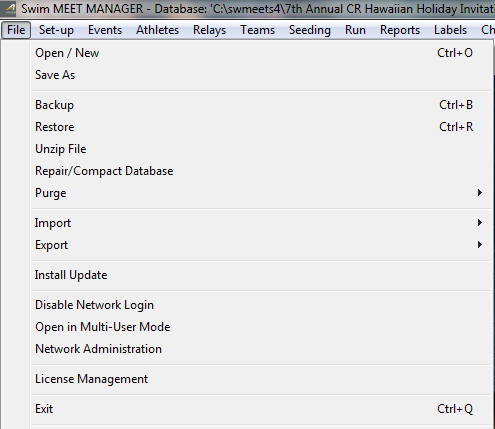 Swim MEET MANAGER - Database: 'C:\swmeets4\7th Annual CR Hawaiian Holiday Invitati
File Set-up Events Athletes Relays Teams Seeding Run Reports Labels Ch
Open / New Ctrl+O
Save As
Backup Ctrl+B
Restore Ctrl+R
Unzip File
Repair/Compact Database
Purge
Import
Export
Install Update
Disable Network Login
Open in Multi-User Mode
Network Administration
License Management
Exit Ctrl+Q